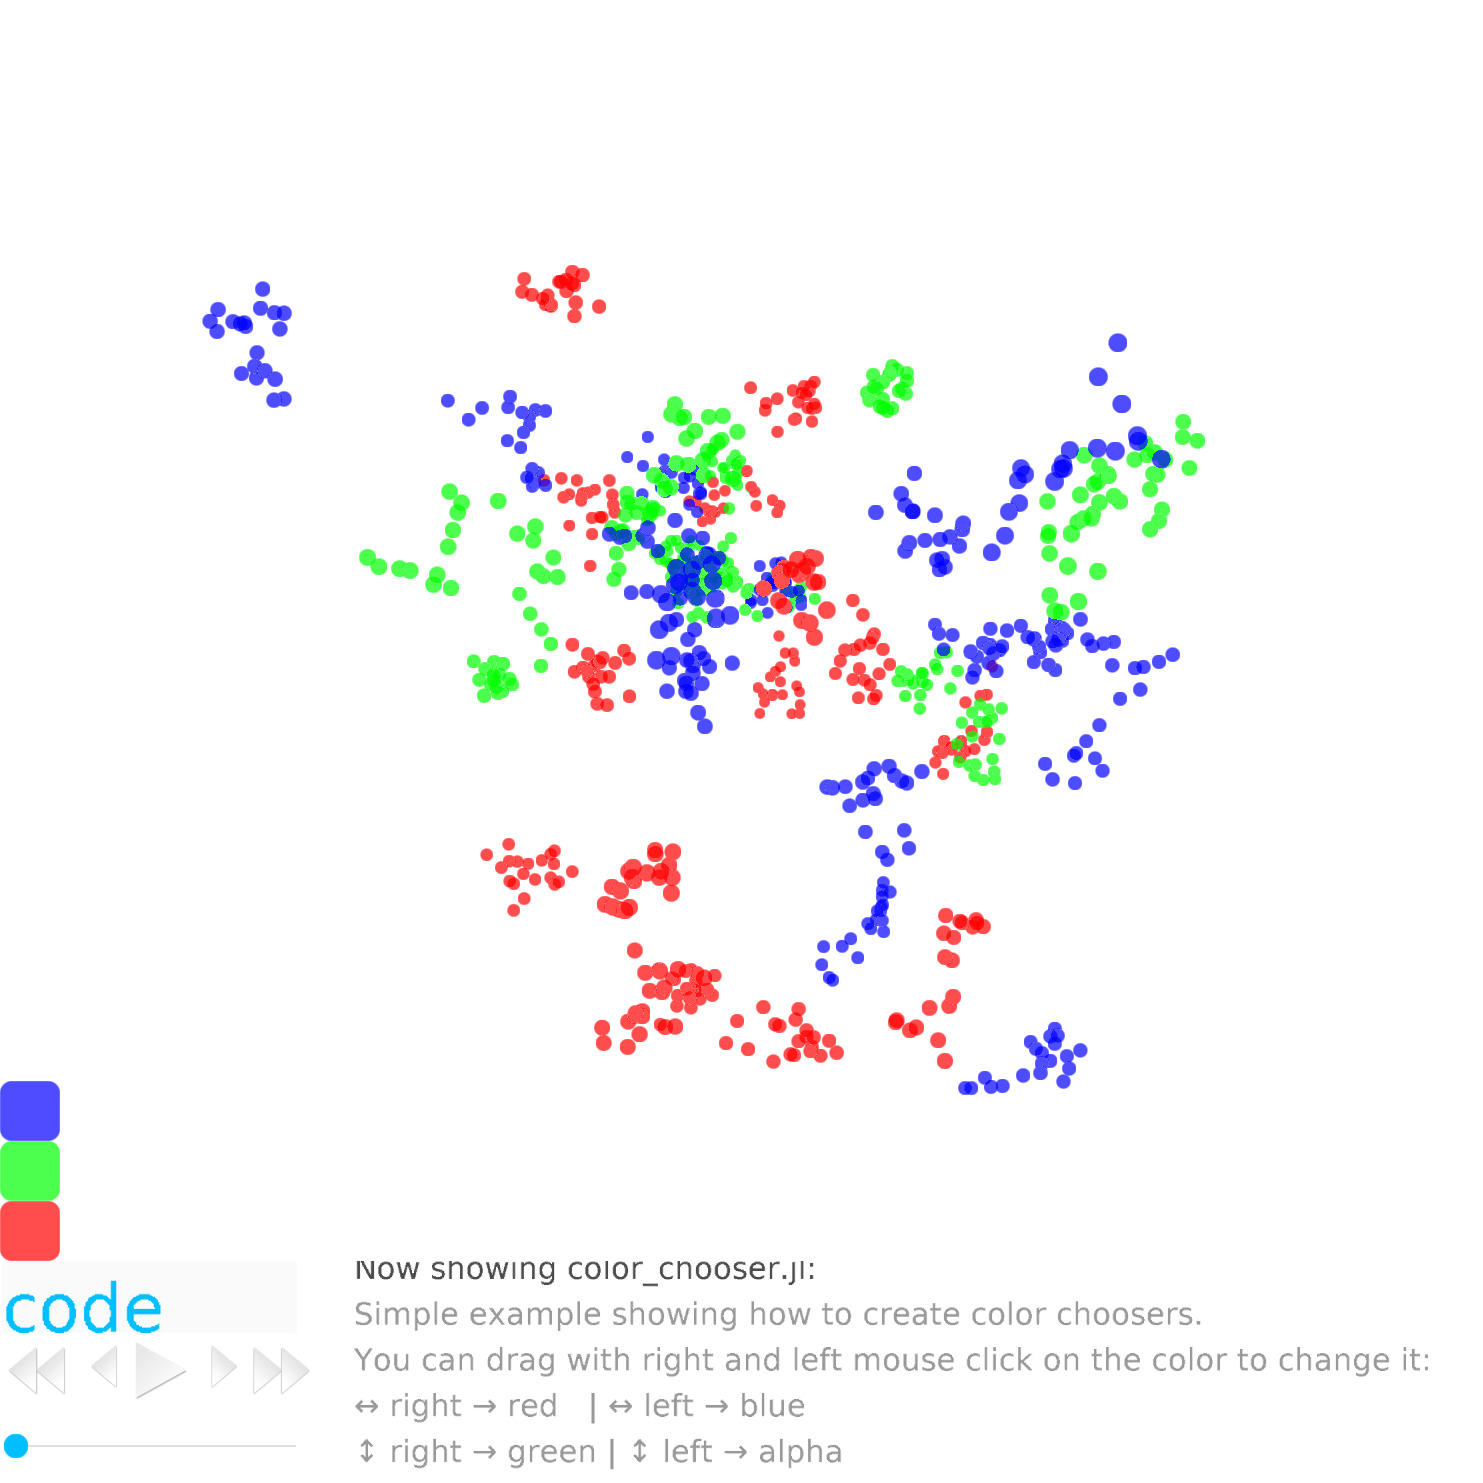 Now showing color_chooser.jl:
code
Simple example showing how to create color choosers.
You can drag with right and left mouse click on the color to change it:
↔ right → red | ↔ left → blue
↕ right → green | ↕ left → alpha